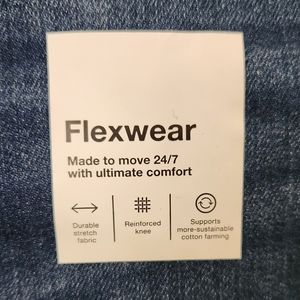 Flexwear
Made to move 24/7
with ultimate comfort
Durable
stretch
fabric
Reinforced
knee
Supports
more-sustainable
cotton farming